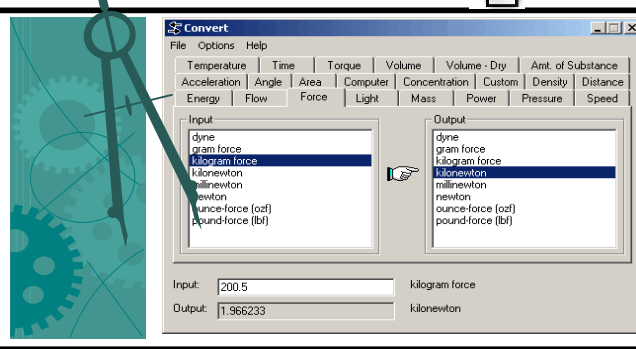 Convert
File Options Help
Temperature Time Torque Volume Volume - Dry Amt. of Substance
Acceleration Angle Area Computer Concentration Custom Density Distance
Energy Flow Force Light Mass Power Pressure Speed
Input Output
dyne dyne
gram force gram force
kilogram force kilogram force
kilonewton kilonewton
millinewton millinewton
newton newton
ounce-force (ozf) ounce-force (ozf)
pound-force (lbf) pound-force (lbf)
Input: 200.5 kilogram force
Output: 1.966233 kilonewton